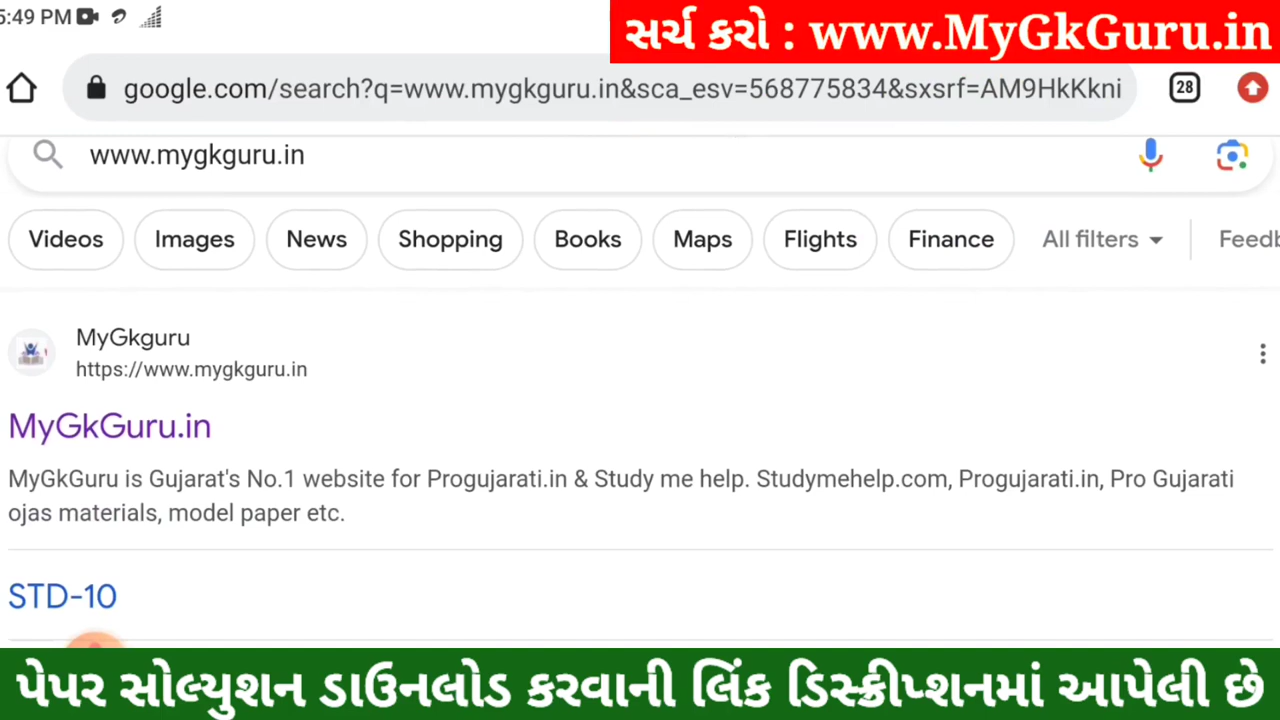 5:49 PM
સર્ચ કરો : www.MyGkGuru.in
google.com/search?q=www.mygkguru.in&sca_esv=568775834&sxsrf=AM9HkKkni
28
www.mygkguru.in
Videos Images News Shopping Books Maps Flights Finance All filters Feedb
MyGkguru
https://www.mygkguru.in
MyGkGuru.in
MyGkGuru is Gujarat's No.1 website for Progujarati.in & Study me help. Studymehelp.com, Progujarati.in, Pro Gujarati
ojas materials, model paper etc.
STD-10
પેપર સોલ્યુશન ડાઉનલોડ કરવાની લિંક ડિસ્ક્રીપ્શનમાં આપેલી છે